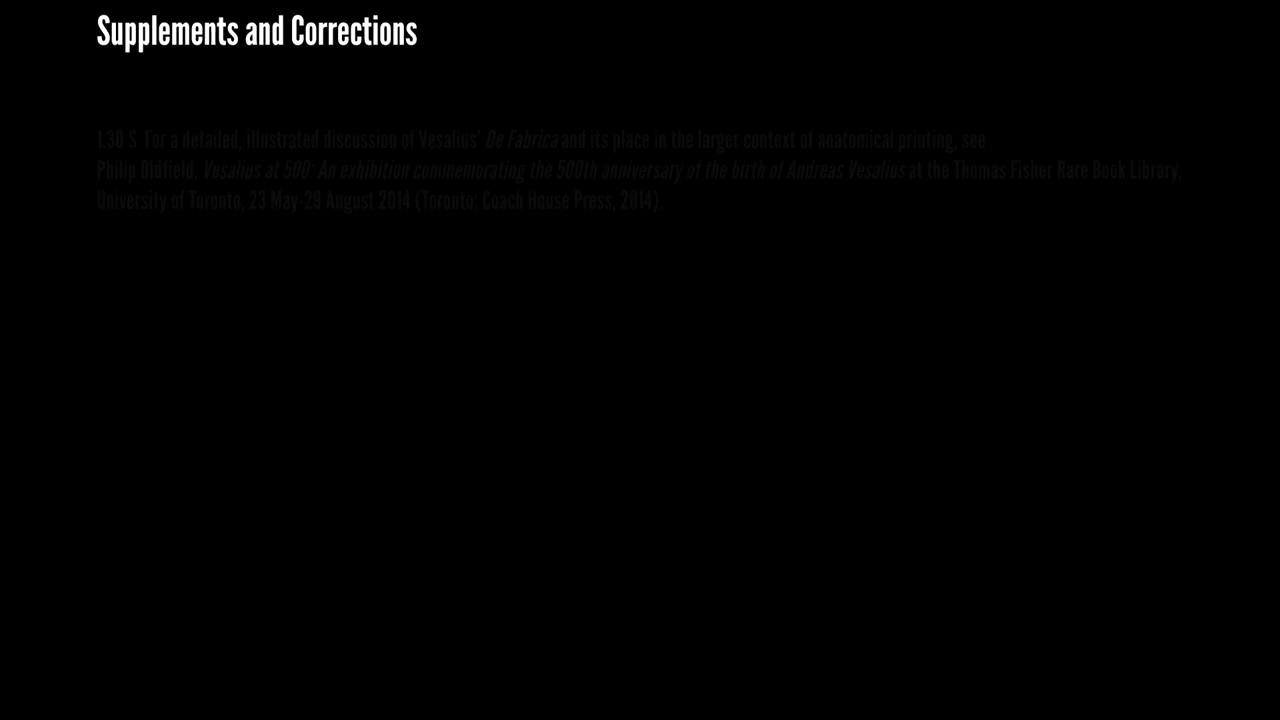 Supplements and Corrections
1.30 S For a detailed, illustrated discussion of Vesalius' De Fabrica and its place in the larger context of anatomical printing, see
Philip Oldfield, Vesalius at 500: An exhibition commemorating the 500th anniversary of the birth of Andreas Vesalius at the Thomas Fisher Rare Book Library,
University of Toronto, 23 May-29 August 2014 (Toronto: Coach House Press, 2014).